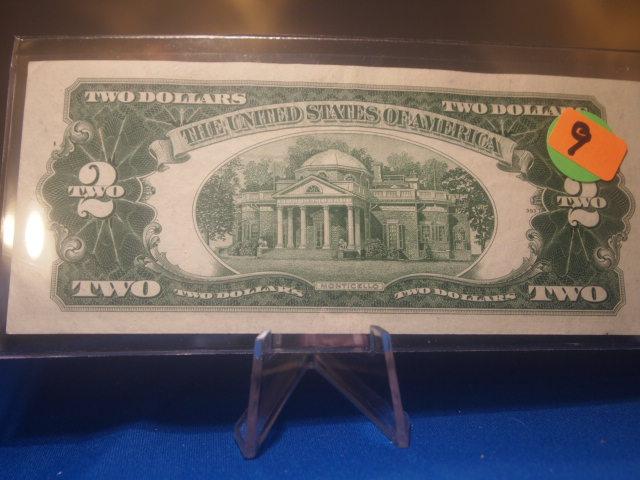 TWO DOLLARS
TWO DOLLARS
THE UNITED STATES OF AMERICA
9
2
TWO
2
TWO
MONTICELLO
TWO
TWO DOLLARS
TWO DOLLARS
TWO